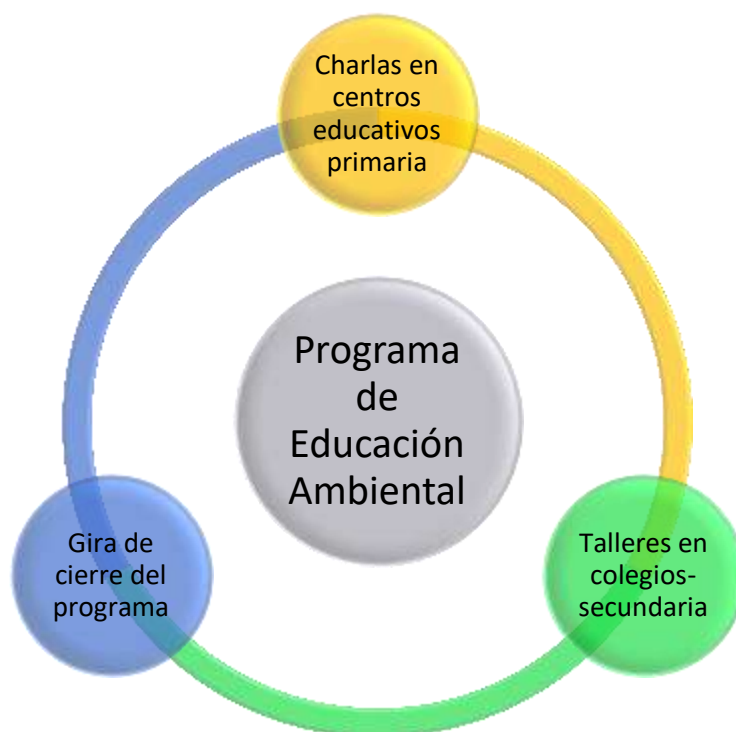 Charlas en
centros
educativos
primaria
Programa
de
Educación
Ambiental
Gira de
cierre del
programa
Talleres en
colegios-
secundaria